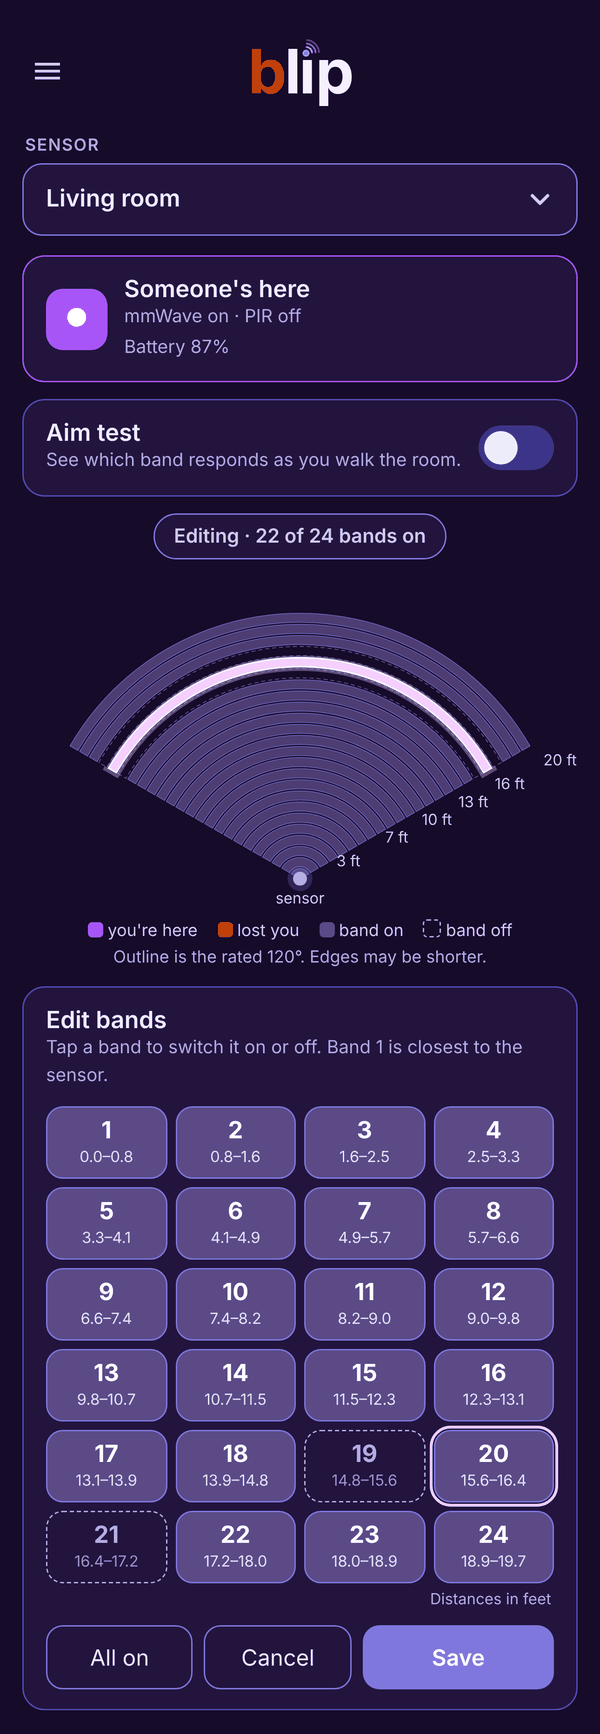 blip
SENSOR
Living room
Someone's here
mmWave on · PIR off
Battery 87%
Aim test
See which band responds as you walk the room.
Editing · 22 of 24 bands on
20 ft
16 ft
13 ft
10 ft
7 ft
3 ft
sensor
you're here lost you band on band off
Outline is the rated 120°. Edges may be shorter.
Edit bands
Tap a band to switch it on or off. Band 1 is closest to the
sensor.
1 2 3 4
0.0–0.8 0.8–1.6 1.6–2.5 2.5–3.3
5 6 7 8
3.3–4.1 4.1–4.9 4.9–5.7 5.7–6.6
9 10 11 12
6.6–7.4 7.4–8.2 8.2–9.0 9.0–9.8
13 14 15 16
9.8–10.7 10.7–11.5 11.5–12.3 12.3–13.1
17 18 19 20
13.1–13.9 13.9–14.8 14.8–15.6 15.6–16.4
21 22 23 24
16.4–17.2 17.2–18.0 18.0–18.9 18.9–19.7
Distances in feet
All on Cancel Save